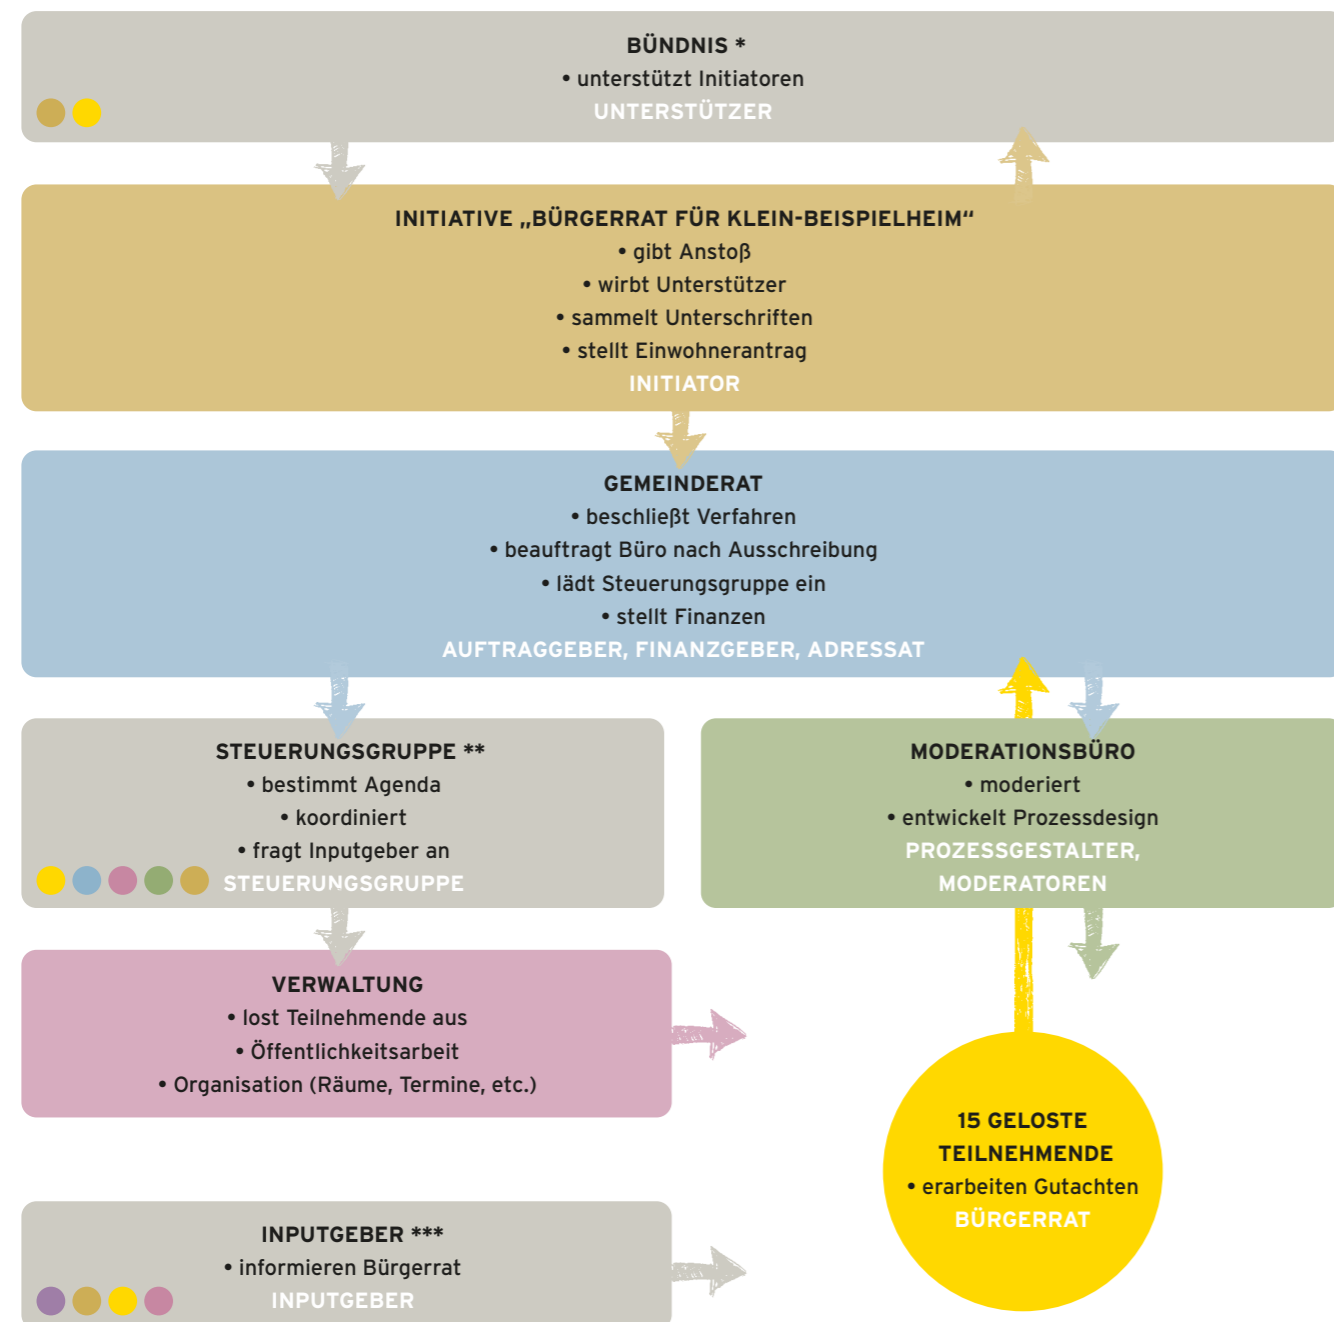 BÜNDNIS *
• unterstützt Initiatoren
UNTERSTÜTZER
INITIATIVE „BÜRGERRAT FÜR KLEIN-BEISPIELHEIM“
• gibt Anstoß
• wirbt Unterstützer
• sammelt Unterschriften
• stellt Einwohnerantrag
INITIATOR
GEMEINDERAT
• beschließt Verfahren
• beauftragt Büro nach Ausschreibung
• lädt Steuerungsgruppe ein
• stellt Finanzen
AUFTRAGGEBER, FINANZGEBER, ADRESSAT
STEUERUNGSGRUPPE **
• bestimmt Agenda
• koordiniert
• fragt Inputgeber an
STEUERUNGSGRUPPE
MODERATIONSBÜRO
• moderiert
• entwickelt Prozessdesign
PROZESSGESTALTER,
MODERATOREN
VERWALTUNG
• lost Teilnehmende aus
• Öffentlichkeitsarbeit
• Organisation (Räume, Termine, etc.)
15 GELOSTE
TEILNEHMENDE
• erarbeiten Gutachten
BÜRGERRAT
INPUTGEBER ***
• informieren Bürgerrat
INPUTGEBER